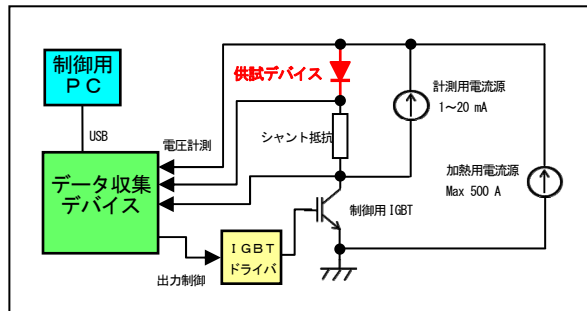 制御用
ＰＣ
USB
電圧計測
データ収集
デバイス
出力制御
ＩＧＢＴ
ドライバ
供試デバイス
シャント抵抗
制御用 IGBT
計測用電流源
1～20 mA
加熱用電流源
Max 500 A